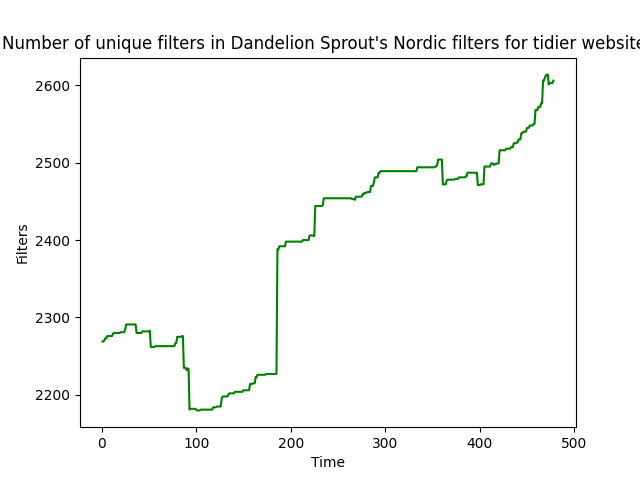 Number of unique filters in Dandelion Sprout's Nordic filters for tidier website
2600
2500
2400
2300
2200
Filters
0 100 200 300 400 500
Time